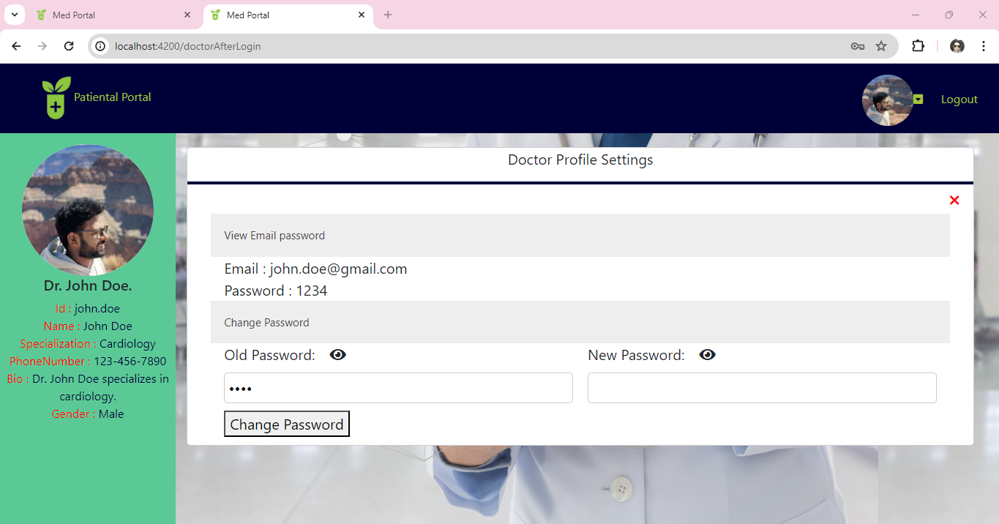 Med Portal
Med Portal
localhost:4200/doctorAfterLogin
Patiental Portal
Logout
Dr. John Doe.
Id : john.doe
Name : John Doe
Specialization : Cardiology
PhoneNumber : 123-456-7890
Bio : Dr. John Doe specializes in
cardiology.
Gender : Male
Doctor Profile Settings
View Email password
Email : john.doe@gmail.com
Password : 1234
Change Password
Old Password:
New Password:
••••
Change Password